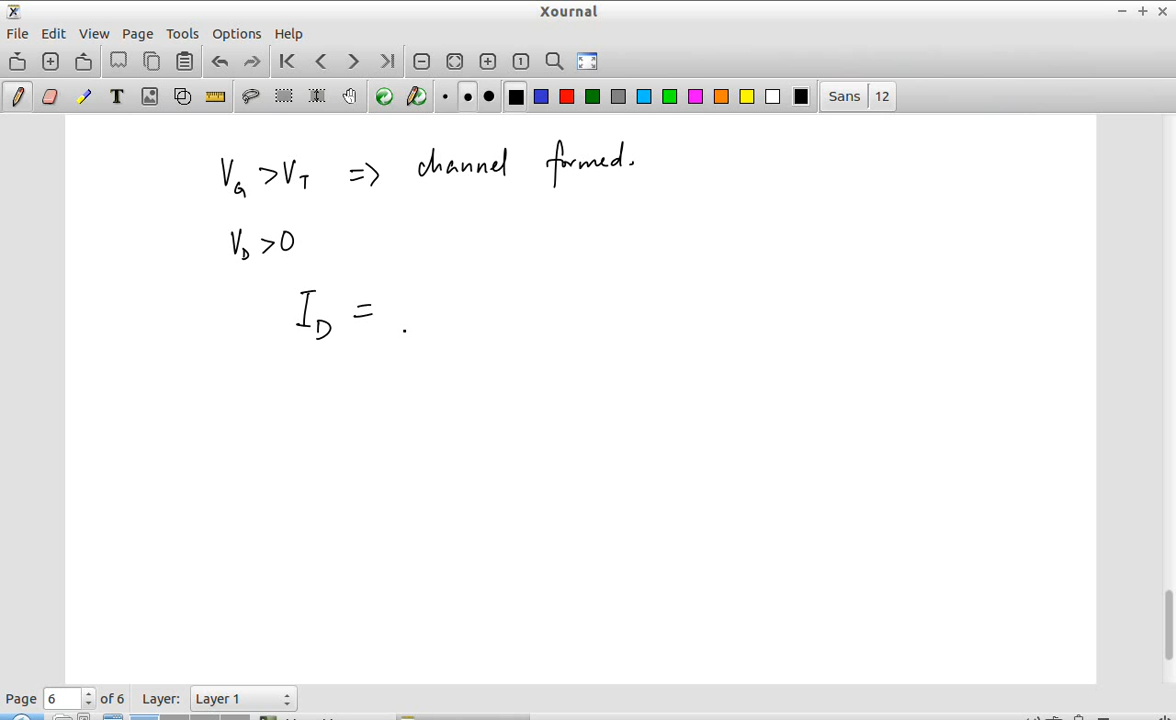 Xournal
File Edit View Page Tools Options Help
Sans 12
V_G > V_T => channel formed.
V_D > 0
I_D =
Page 6 of 6 Layer: Layer 1